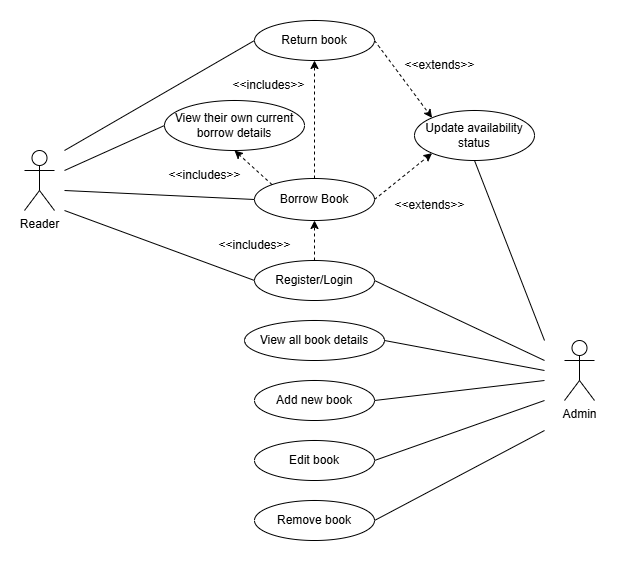 Return book
<<extends>>
<<includes>>
View their own current
borrow details
Update availability
status
<<includes>>
Borrow Book
<<extends>>
Reader
<<includes>>
Register/Login
View all book details
Add new book
Admin
Edit book
Remove book